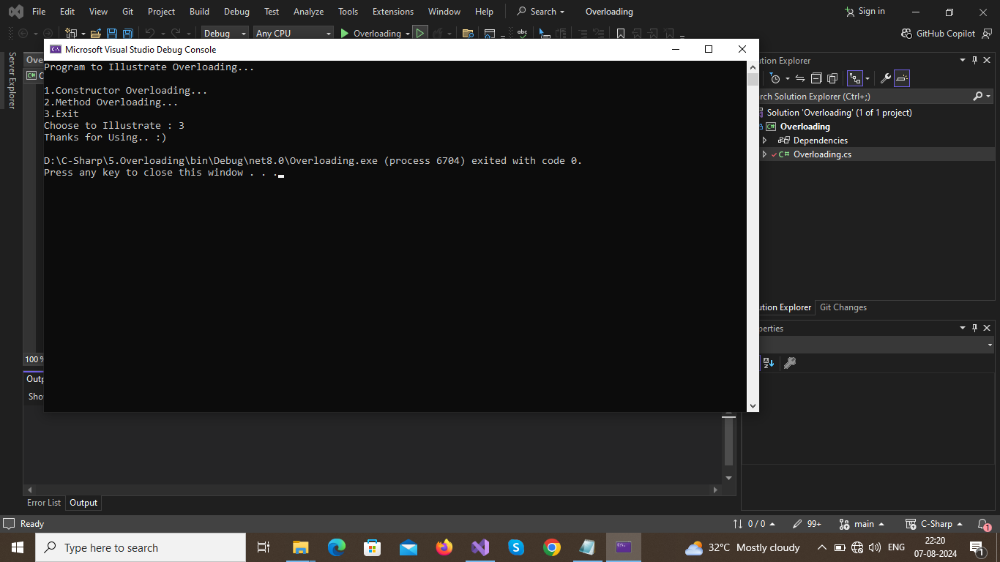 File Edit View Git Project Build Debug Test Analyze Tools Extensions Window Help Search Overloading Sign in
Debug Any CPU Overloading abc GitHub Copilot
Server Explorer
Ove
C# C
Microsoft Visual Studio Debug Console
Program to Illustrate Overloading...
1.Constructor Overloading...
2.Method Overloading...
3.Exit
Choose to Illustrate : 3
Thanks for Using.. :)
D:\C-Sharp\5.Overloading\bin\Debug\net8.0\Overloading.exe (process 6704) exited with code 0.
Press any key to close this window . . .
ution Explorer
rch Solution Explorer (Ctrl+;)
Solution 'Overloading' (1 of 1 project)
C# Overloading
Dependencies
C# Overloading.cs
ution Explorer Git Changes
perties
100 %
Outp
Sho
Error List Output
Ready 0 / 0 99+ main C-Sharp 1
Type here to search 32°C Mostly cloudy ENG 22:20 07-08-2024 1